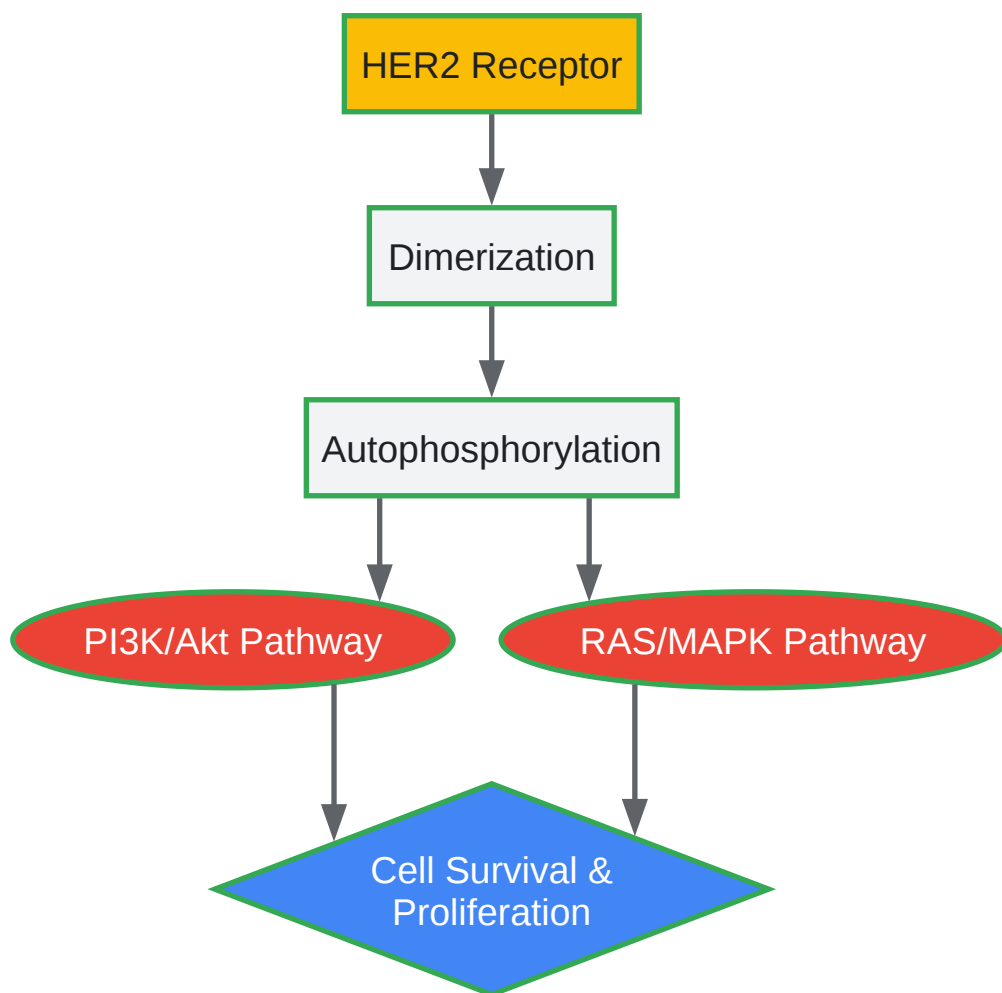 HER2 Receptor
Dimerization
Autophosphorylation
PI3K/Akt Pathway
RAS/MAPK Pathway
Cell Survival &
Proliferation